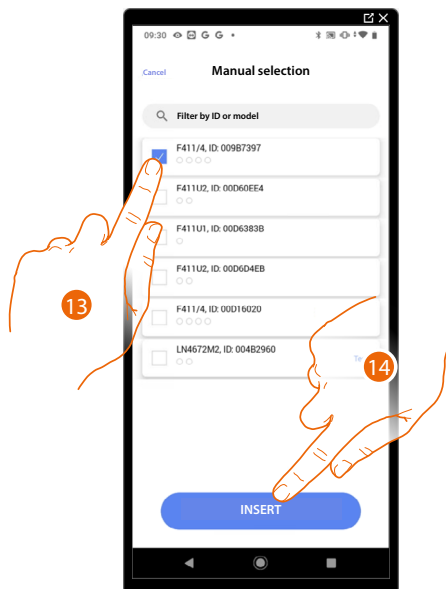 09:30 G G
Cancel
Manual selection
Filter by ID or model
F411/4, ID: 009B7397
F411U2, ID: 00D60EE4
F411U1, ID: 00D6383B
F411U2, ID: 00D6D4EB
F411/4, ID: 00D16020
LN4672M2, ID: 004B2960
Te
13
14
INSERT